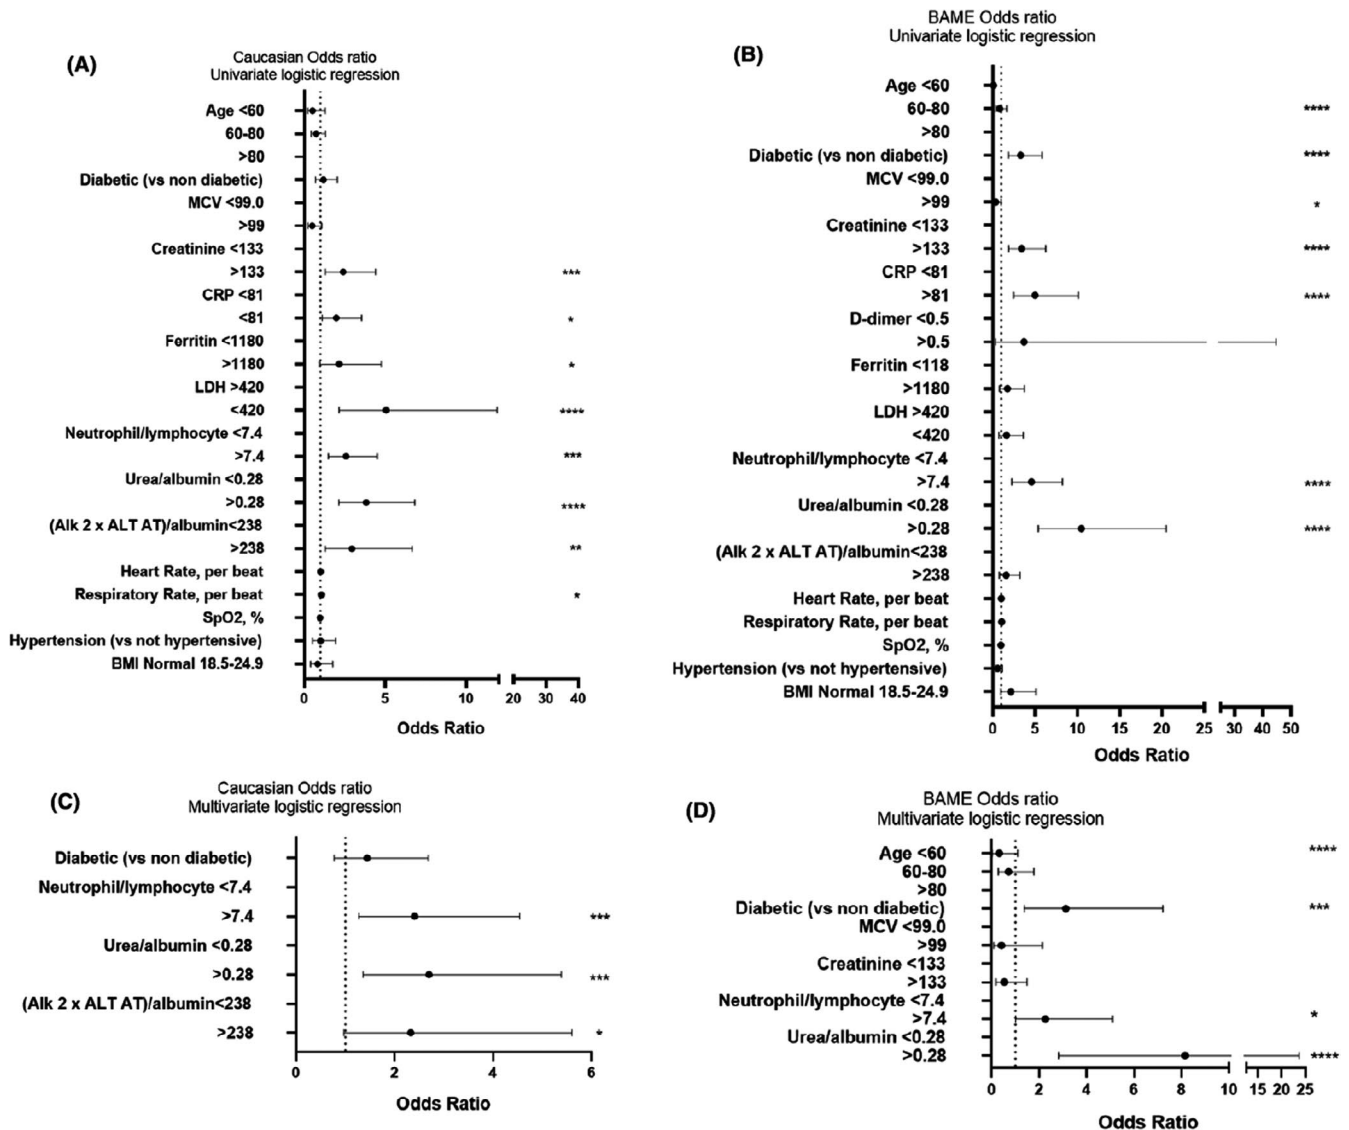 (A)
Caucasian Odds ratio
Univariate logistic regression
Age <60
60-80
>80
Diabetic (vs non diabetic)
MCV <99.0
>99
Creatinine <133
>133 ***
CRP <81
<81 *
Ferritin <1180
>1180 *
LDH >420
<420 ****
Neutrophil/lymphocyte <7.4
>7.4 ***
Urea/albumin <0.28
>0.28 ****
(Alk 2 x ALT AT)/albumin<238
>238 **
Heart Rate, per beat
Respiratory Rate, per beat *
SpO2, %
Hypertension (vs not hypertensive)
BMI Normal 18.5-24.9
0 5 10 20 30 40
Odds Ratio
(B)
BAME Odds ratio
Univariate logistic regression
Age <60
60-80 ****
>80
Diabetic (vs non diabetic) ****
MCV <99.0
>99 *
Creatinine <133
>133 ****
CRP <81
>81 ****
D-dimer <0.5
>0.5
Ferritin <118
>1180
LDH >420
<420
Neutrophil/lymphocyte <7.4
>7.4 ****
Urea/albumin <0.28
>0.28 ****
(Alk 2 x ALT AT)/albumin<238
>238
Heart Rate, per beat
Respiratory Rate, per beat
SpO2, %
Hypertension (vs not hypertensive)
BMI Normal 18.5-24.9
0 5 10 15 20 25 30 40 50
Odds Ratio
(C)
Caucasian Odds ratio
Multivariate logistic regression
Diabetic (vs non diabetic)
Neutrophil/lymphocyte <7.4
>7.4 ***
Urea/albumin <0.28
>0.28 ***
(Alk 2 x ALT AT)/albumin<238
>238 *
0 2 4 6
Odds Ratio
(D)
BAME Odds ratio
Multivariate logistic regression
Age <60 ****
60-80
>80
Diabetic (vs non diabetic) ***
MCV <99.0
>99
Creatinine <133
>133
Neutrophil/lymphocyte <7.4
>7.4 *
Urea/albumin <0.28
>0.28 ****
0 2 4 6 8 10 15 20 25
Odds Ratio